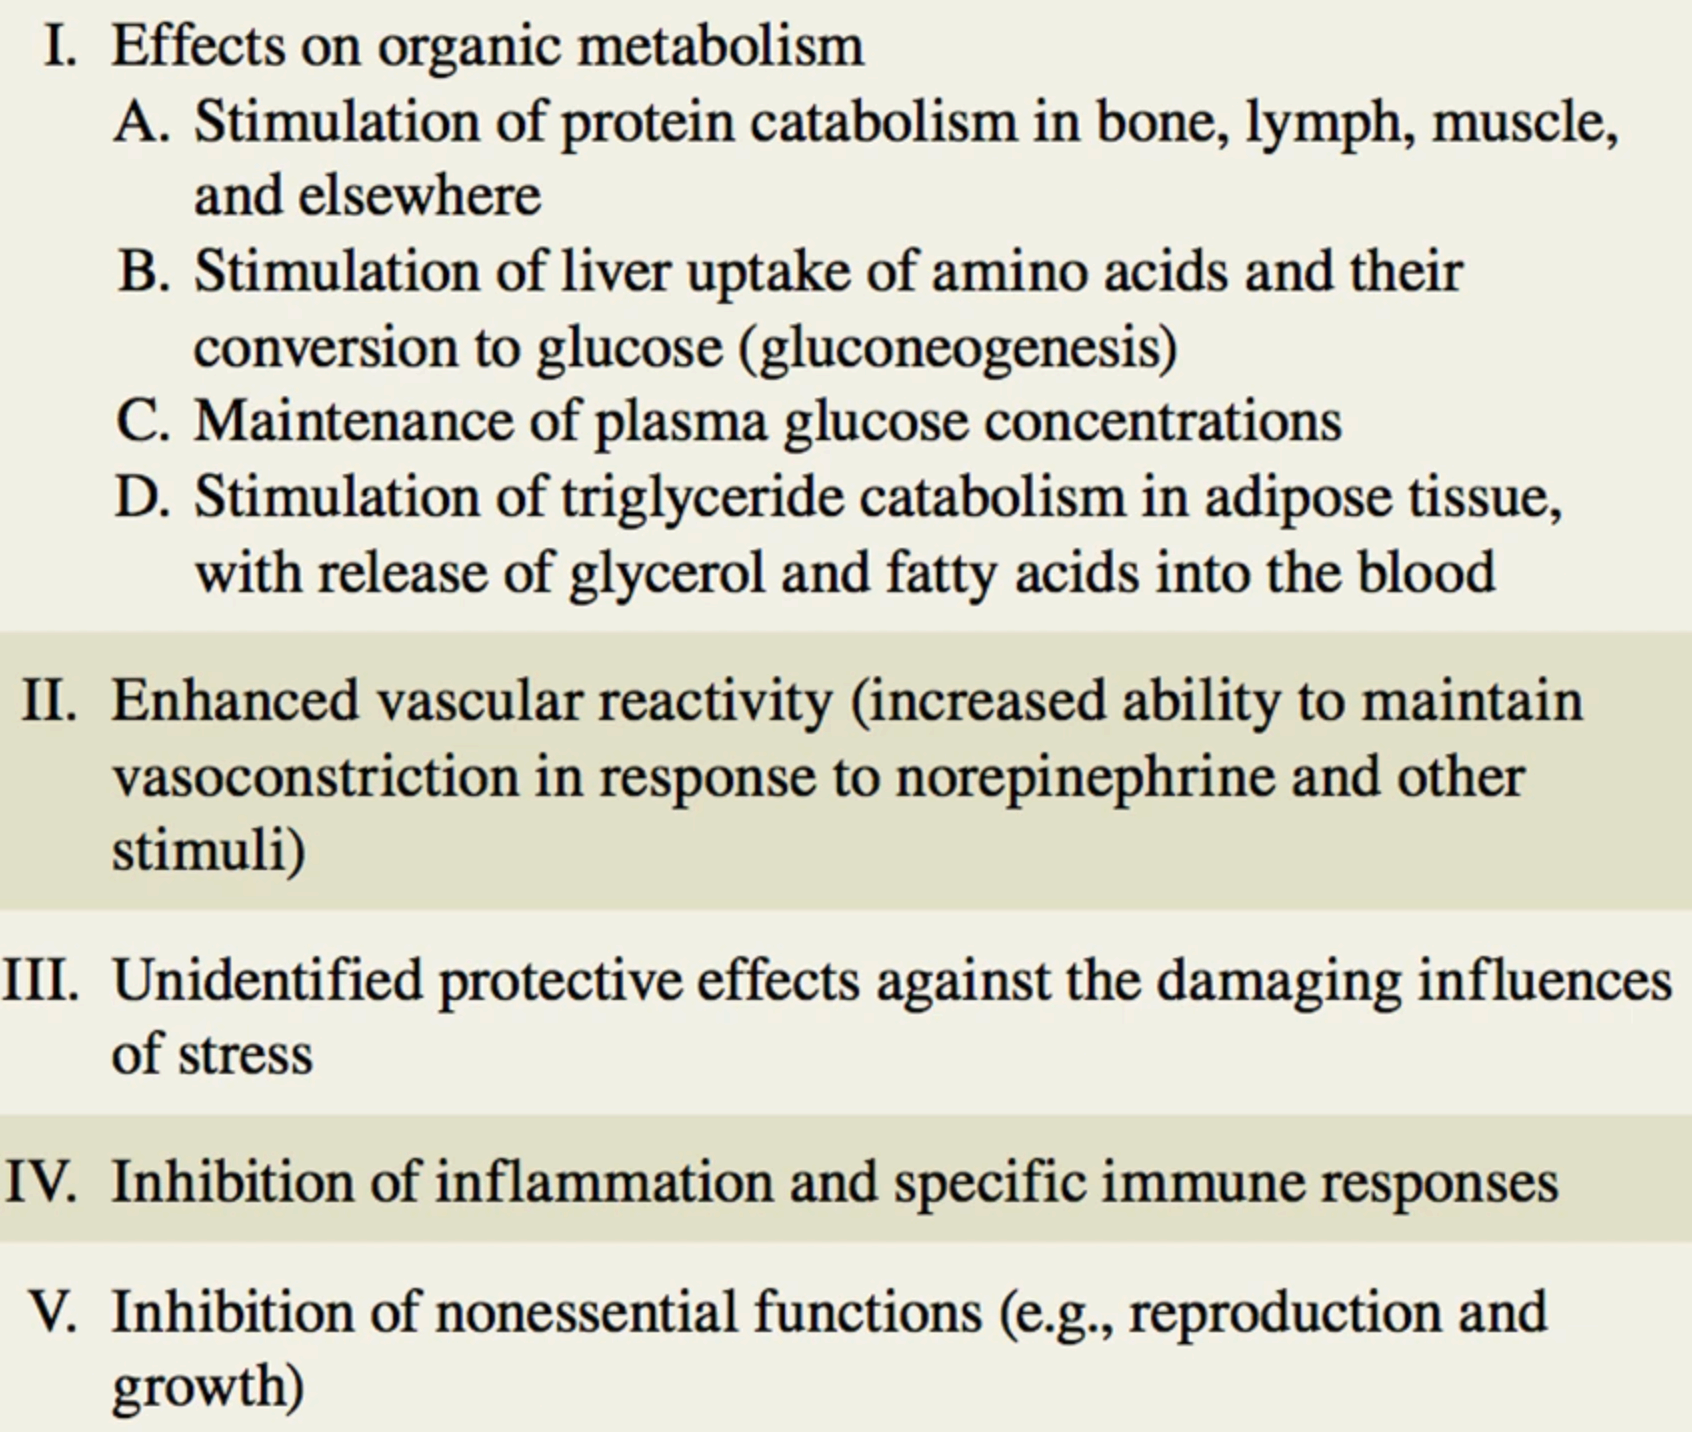 I. Effects on organic metabolism
A. Stimulation of protein catabolism in bone, lymph, muscle,
and elsewhere
B. Stimulation of liver uptake of amino acids and their
conversion to glucose (gluconeogenesis)
C. Maintenance of plasma glucose concentrations
D. Stimulation of triglyceride catabolism in adipose tissue,
with release of glycerol and fatty acids into the blood
II. Enhanced vascular reactivity (increased ability to maintain
vasoconstriction in response to norepinephrine and other
stimuli)
III. Unidentified protective effects against the damaging influences
of stress
IV. Inhibition of inflammation and specific immune responses
V. Inhibition of nonessential functions (e.g., reproduction and
growth)